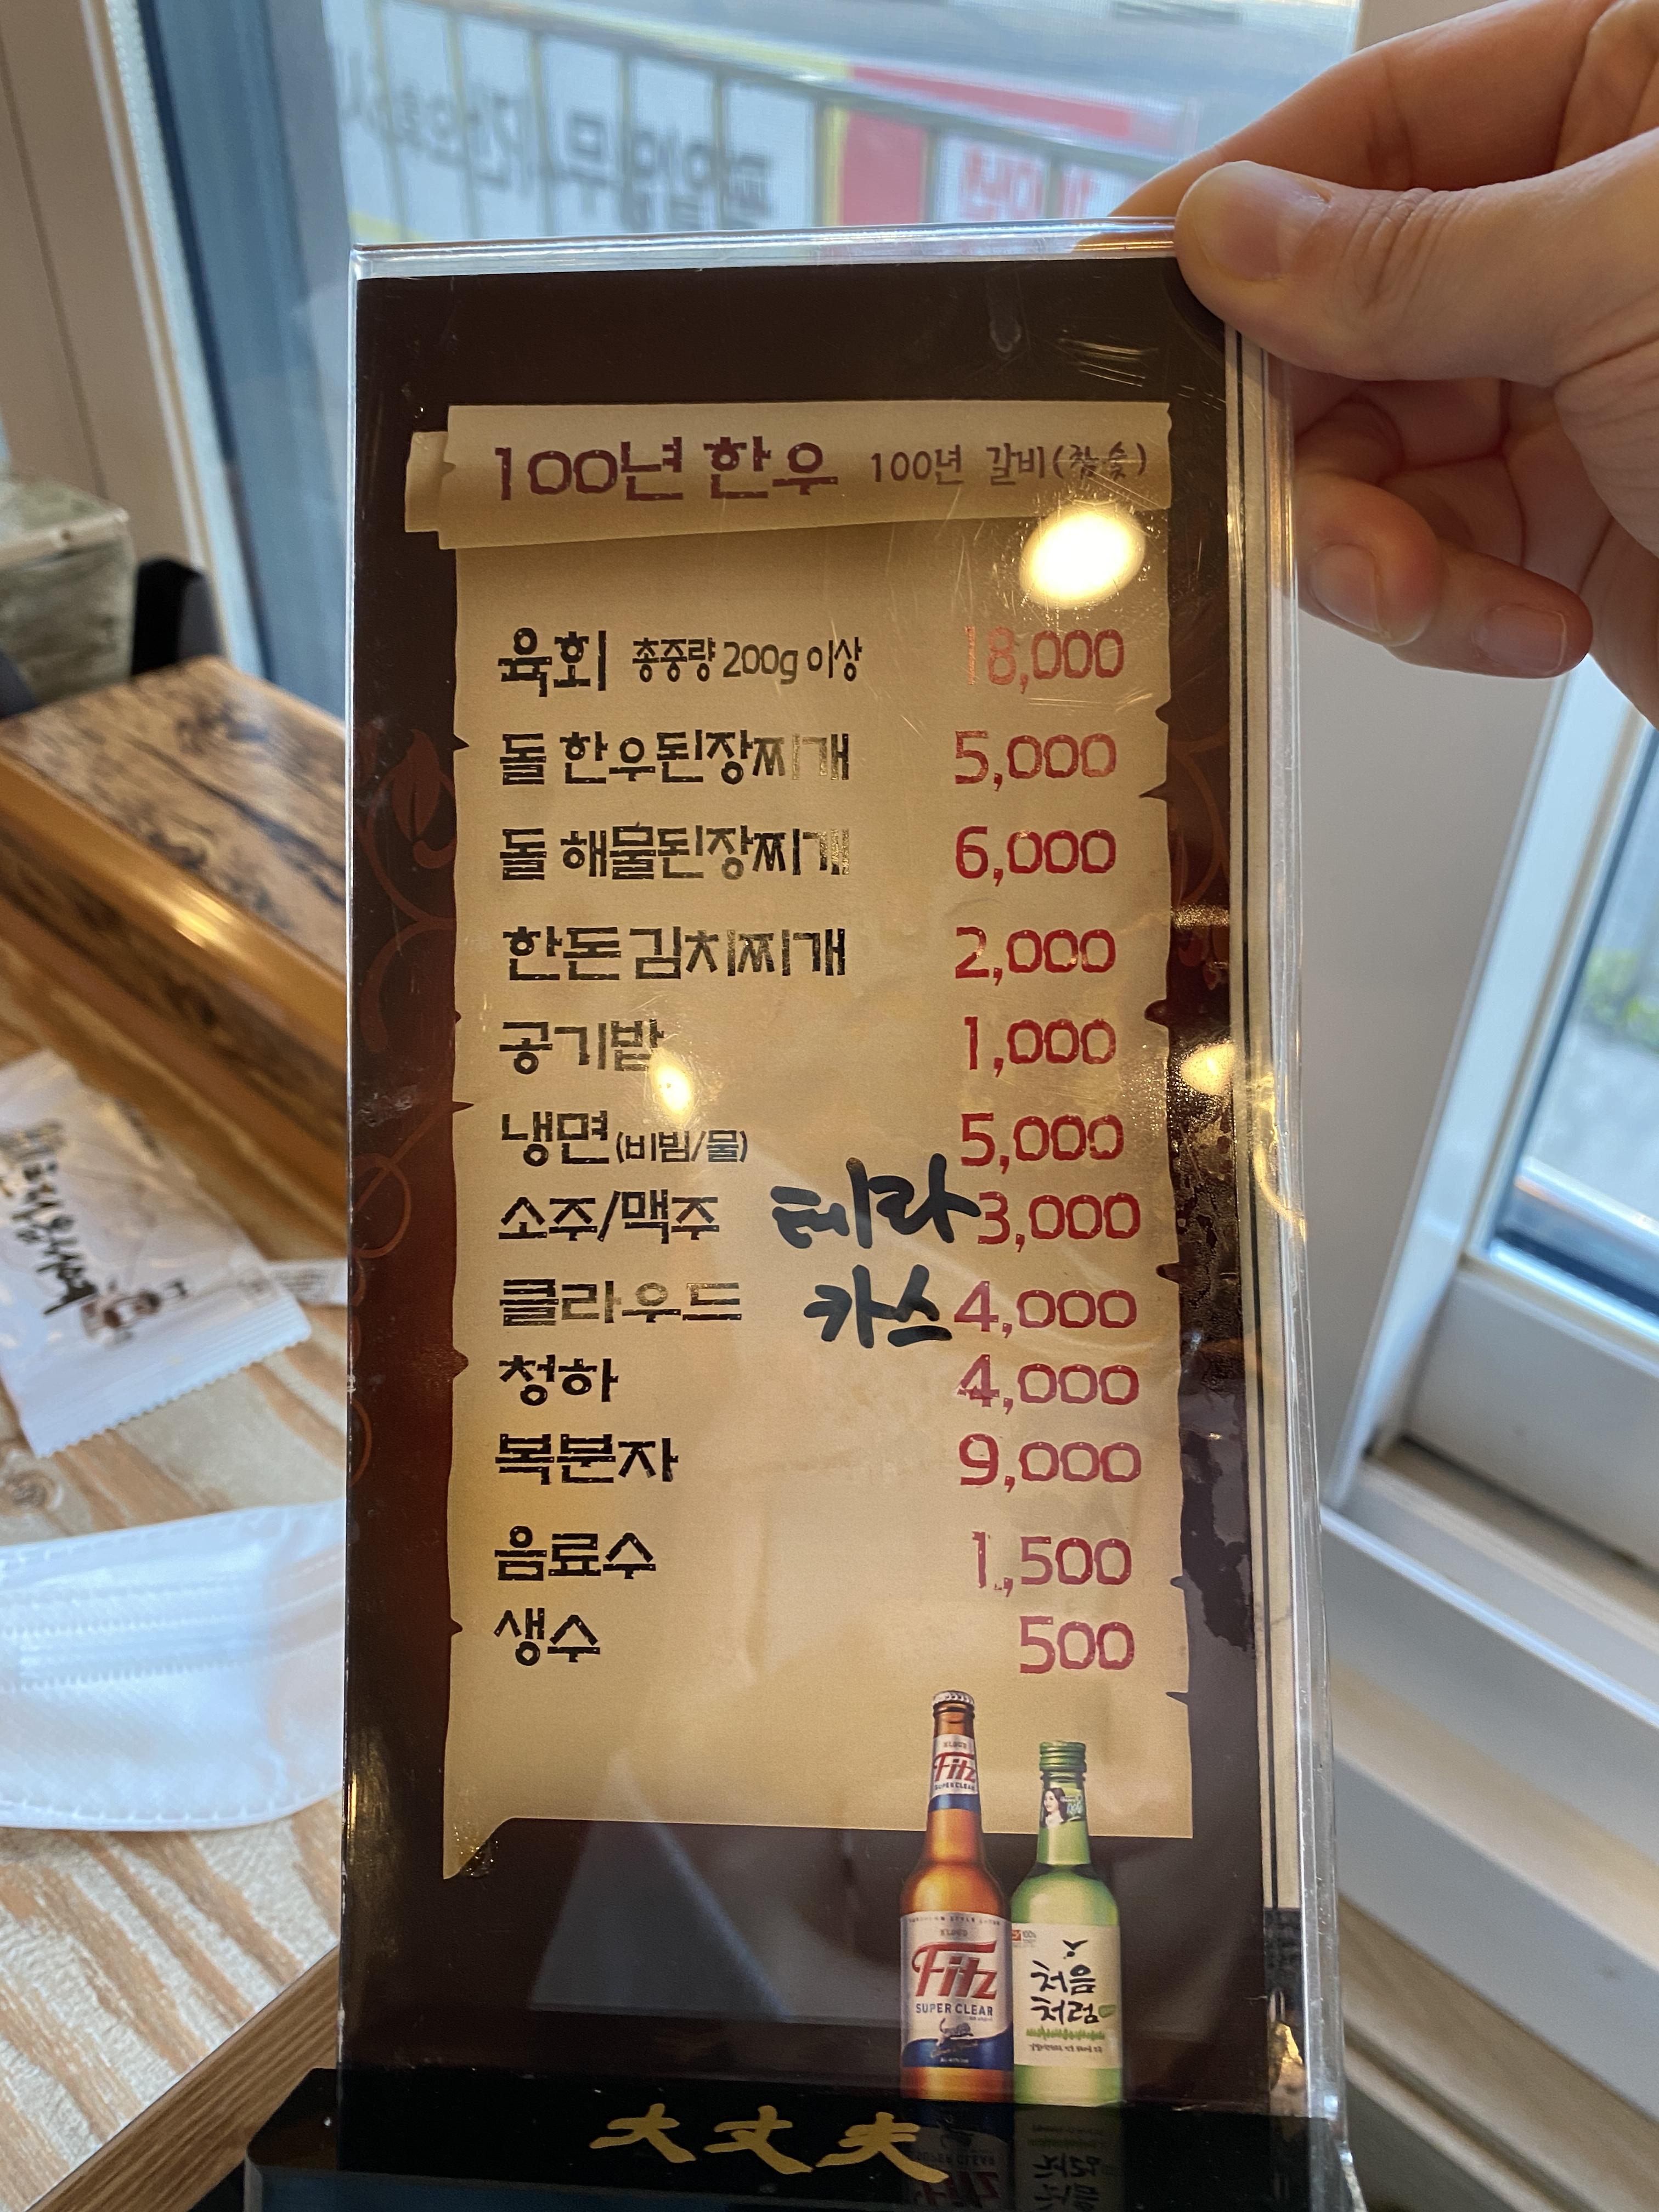 100년 한우 100년 갈비(참숯)
육회 총중량 200g 이상 18,000
돌 한우된장찌개 5,000
돌 해물된장찌개 6,000
한돈 김치찌개 2,000
공기밥 1,000
냉면(비빔/물) 5,000
소주/맥주 테라 3,000
클라우드 카스 4,000
청하 4,000
복분자 9,000
음료수 1,500
생수 500
Fitz
SUPER CLEAR
Fitz
SUPER CLEAR
처음
처럼
大丈夫